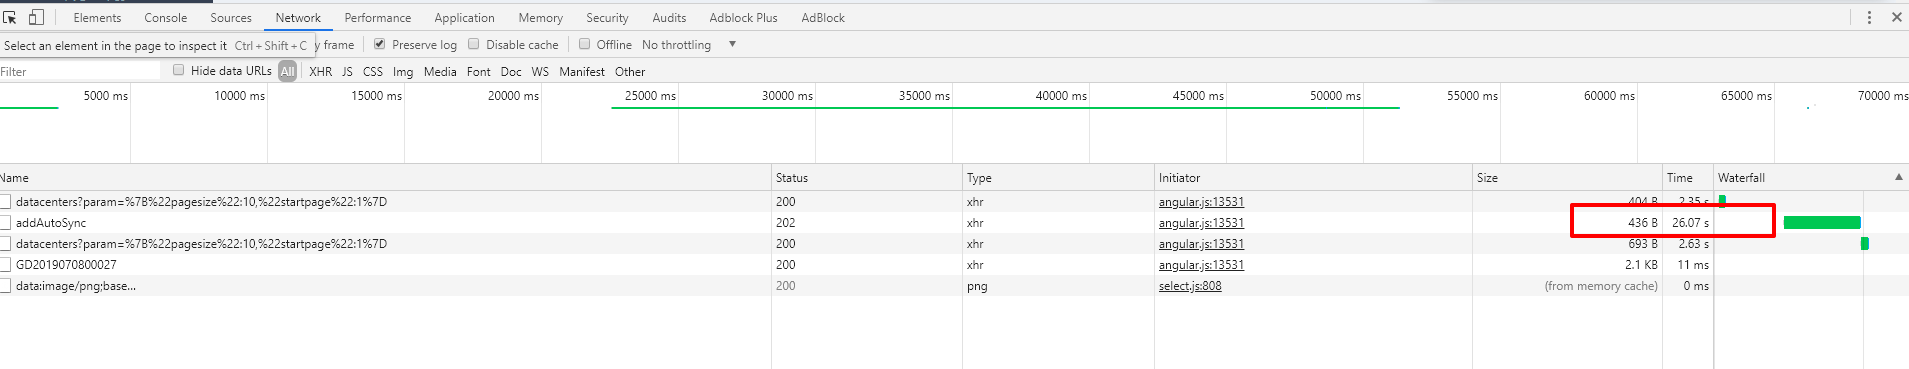 Elements Console Sources Network Performance Application Memory Security Audits Adblock Plus AdBlock
Select an element in the page to inspect it Ctrl + Shift + C y frame Preserve log Disable cache Offline No throttling
Filter Hide data URLs All XHR JS CSS Img Media Font Doc WS Manifest Other
5000 ms 10000 ms 15000 ms 20000 ms 25000 ms 30000 ms 35000 ms 40000 ms 45000 ms 50000 ms 55000 ms 60000 ms 65000 ms 70000 ms
Name Status Type Initiator Size Time Waterfall
datacenters?param=%7B%22pagesize%22:10,%22startpage%22:1%7D 200 xhr angular.js:13531 404 B 2.35 s
addAutoSync 202 xhr angular.js:13531 436 B 26.07 s
datacenters?param=%7B%22pagesize%22:10,%22startpage%22:1%7D 200 xhr angular.js:13531 693 B 2.63 s
GD2019070800027 200 xhr angular.js:13531 2.1 KB 11 ms
data:image/png;base... 200 png select.js:808 (from memory cache) 0 ms